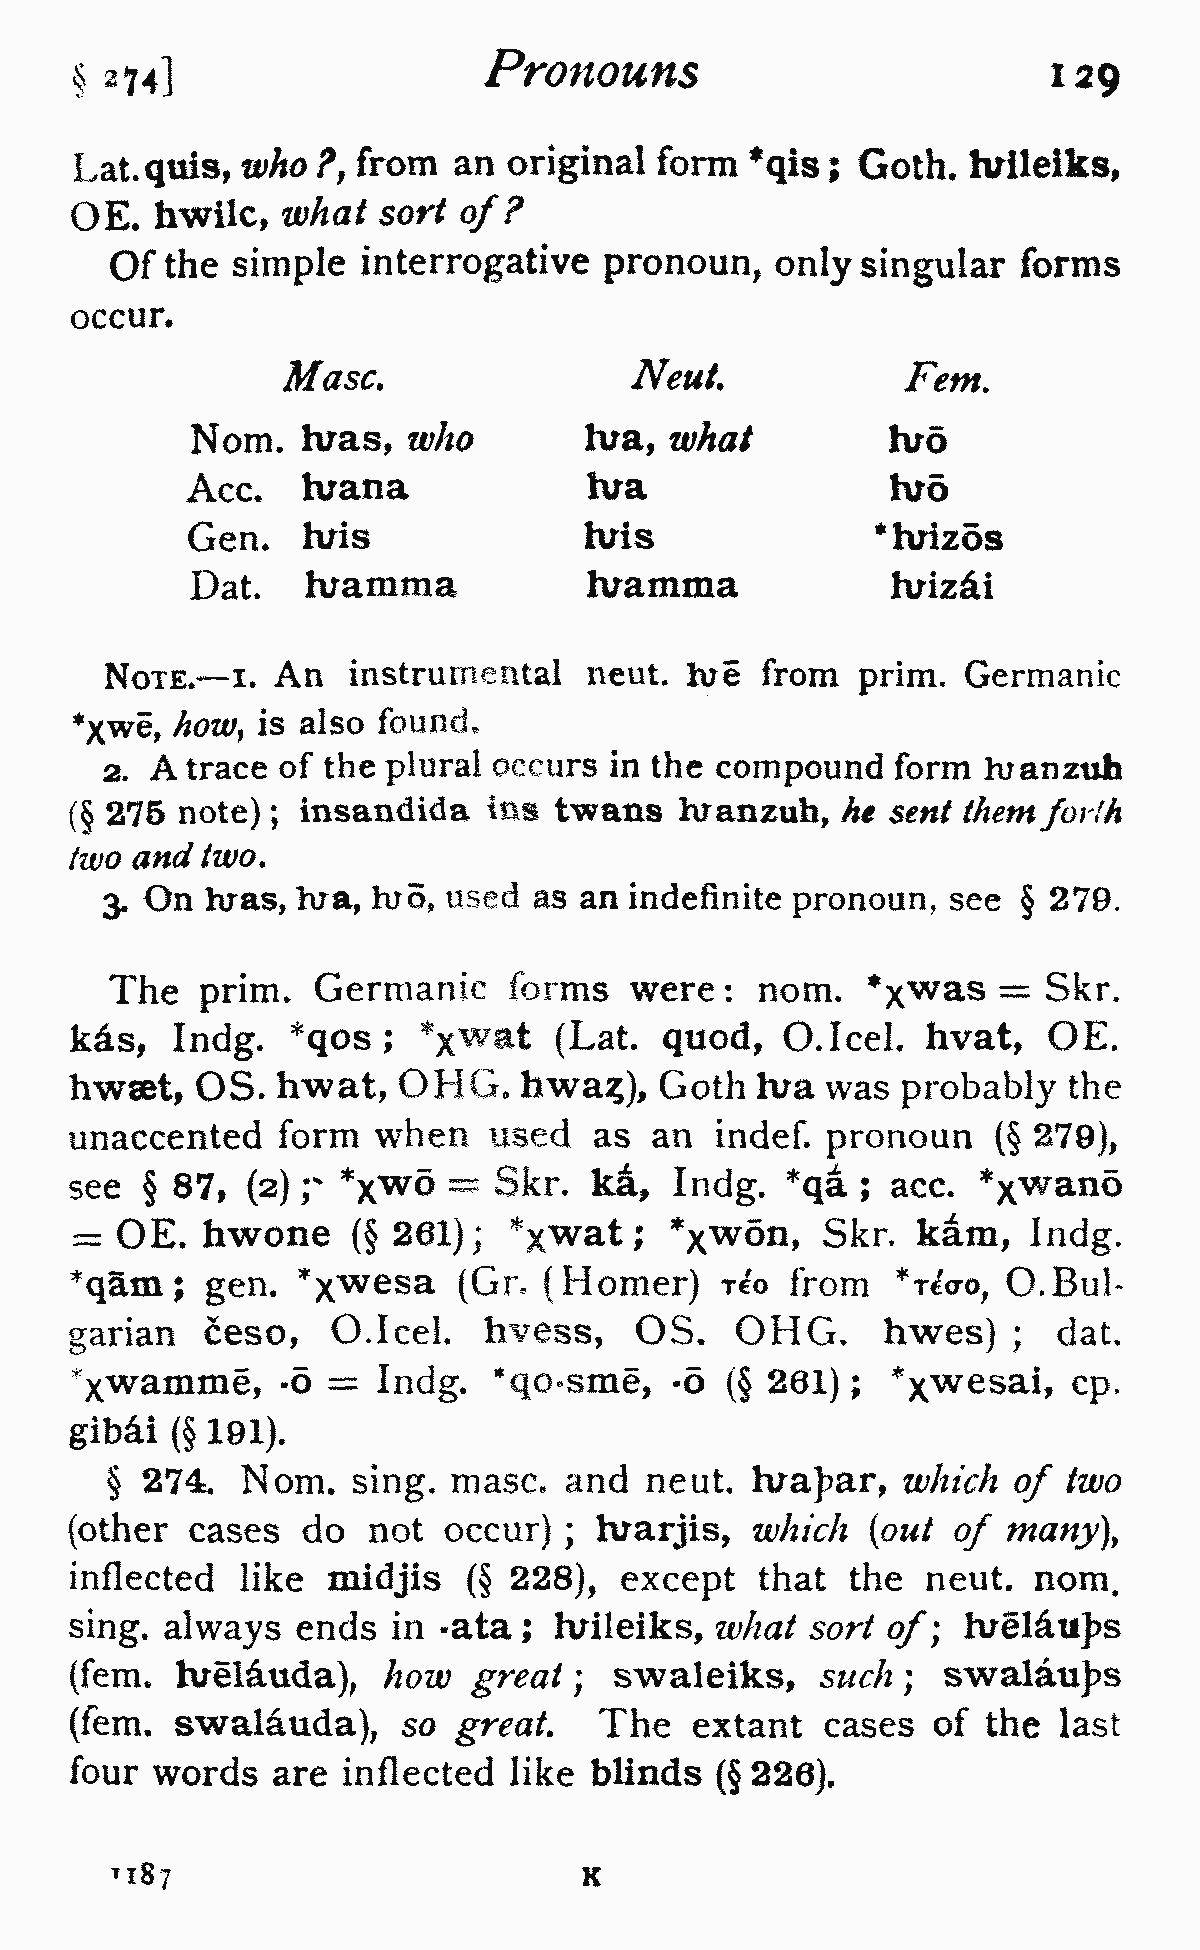 § 274] Pronouns 129
Lat. quis, who ?, from an original form *qis ; Goth. ƕileiks,
OE. hwilc, what sort of ?
Of the simple interrogative pronoun, only singular forms
occur.
Masc. Neut. Fem.
Nom. ƕas, who ƕa, what ƕō
Acc. ƕana ƕa ƕō
Gen. ƕis ƕis *ƕizōs
Dat. ƕamma ƕamma ƕizái
NOTE.—1. An instrumental neut. ƕē from prim. Germanic
*χwē, how, is also found.
2. A trace of the plural occurs in the compound form ƕanzuh
(§ 275 note) ; insandida ins twans ƕanzuh, he sent them forth
two and two.
3. On ƕas, ƕa, ƕō, used as an indefinite pronoun, see § 279.
The prim. Germanic forms were : nom. *χwas = Skr.
kás, Indg. *qos ; *χwat (Lat. quod, O.Icel. hvat, OE.
hwæt, OS. hwat, OHG. hwaʒ), Goth ƕa was probably the
unaccented form when used as an indef. pronoun (§ 279),
see § 87, (2) ; *χwō = Skr. kā́, Indg. *qā́ ; acc. *χwanō
= OE. hwone (§ 261) ; *χwat ; *χwōn, Skr. kā́m, Indg.
*qām ; gen. *χwesa (Gr. (Homer) τέο from *τέσο, O.Bul-
garian česo, O.Icel. hvess, OS. OHG. hwes) ; dat.
*χwammē, -ō = Indg. *qo-smē, -ō (§ 261) ; *χwesai, cp.
gibái (§ 191).
§ 274. Nom. sing. masc. and neut. ƕaþar, which of two
(other cases do not occur) ; ƕarjis, which (out of many),
inflected like midjis (§ 228), except that the neut. nom.
sing. always ends in -ata ; ƕileiks, what sort of ; ƕēláuþs
(fem. ƕēláuda), how great ; swaleiks, such ; swaláuþs
(fem. swaláuda), so great. The extant cases of the last
four words are inflected like blinds (§ 226).
1187 K